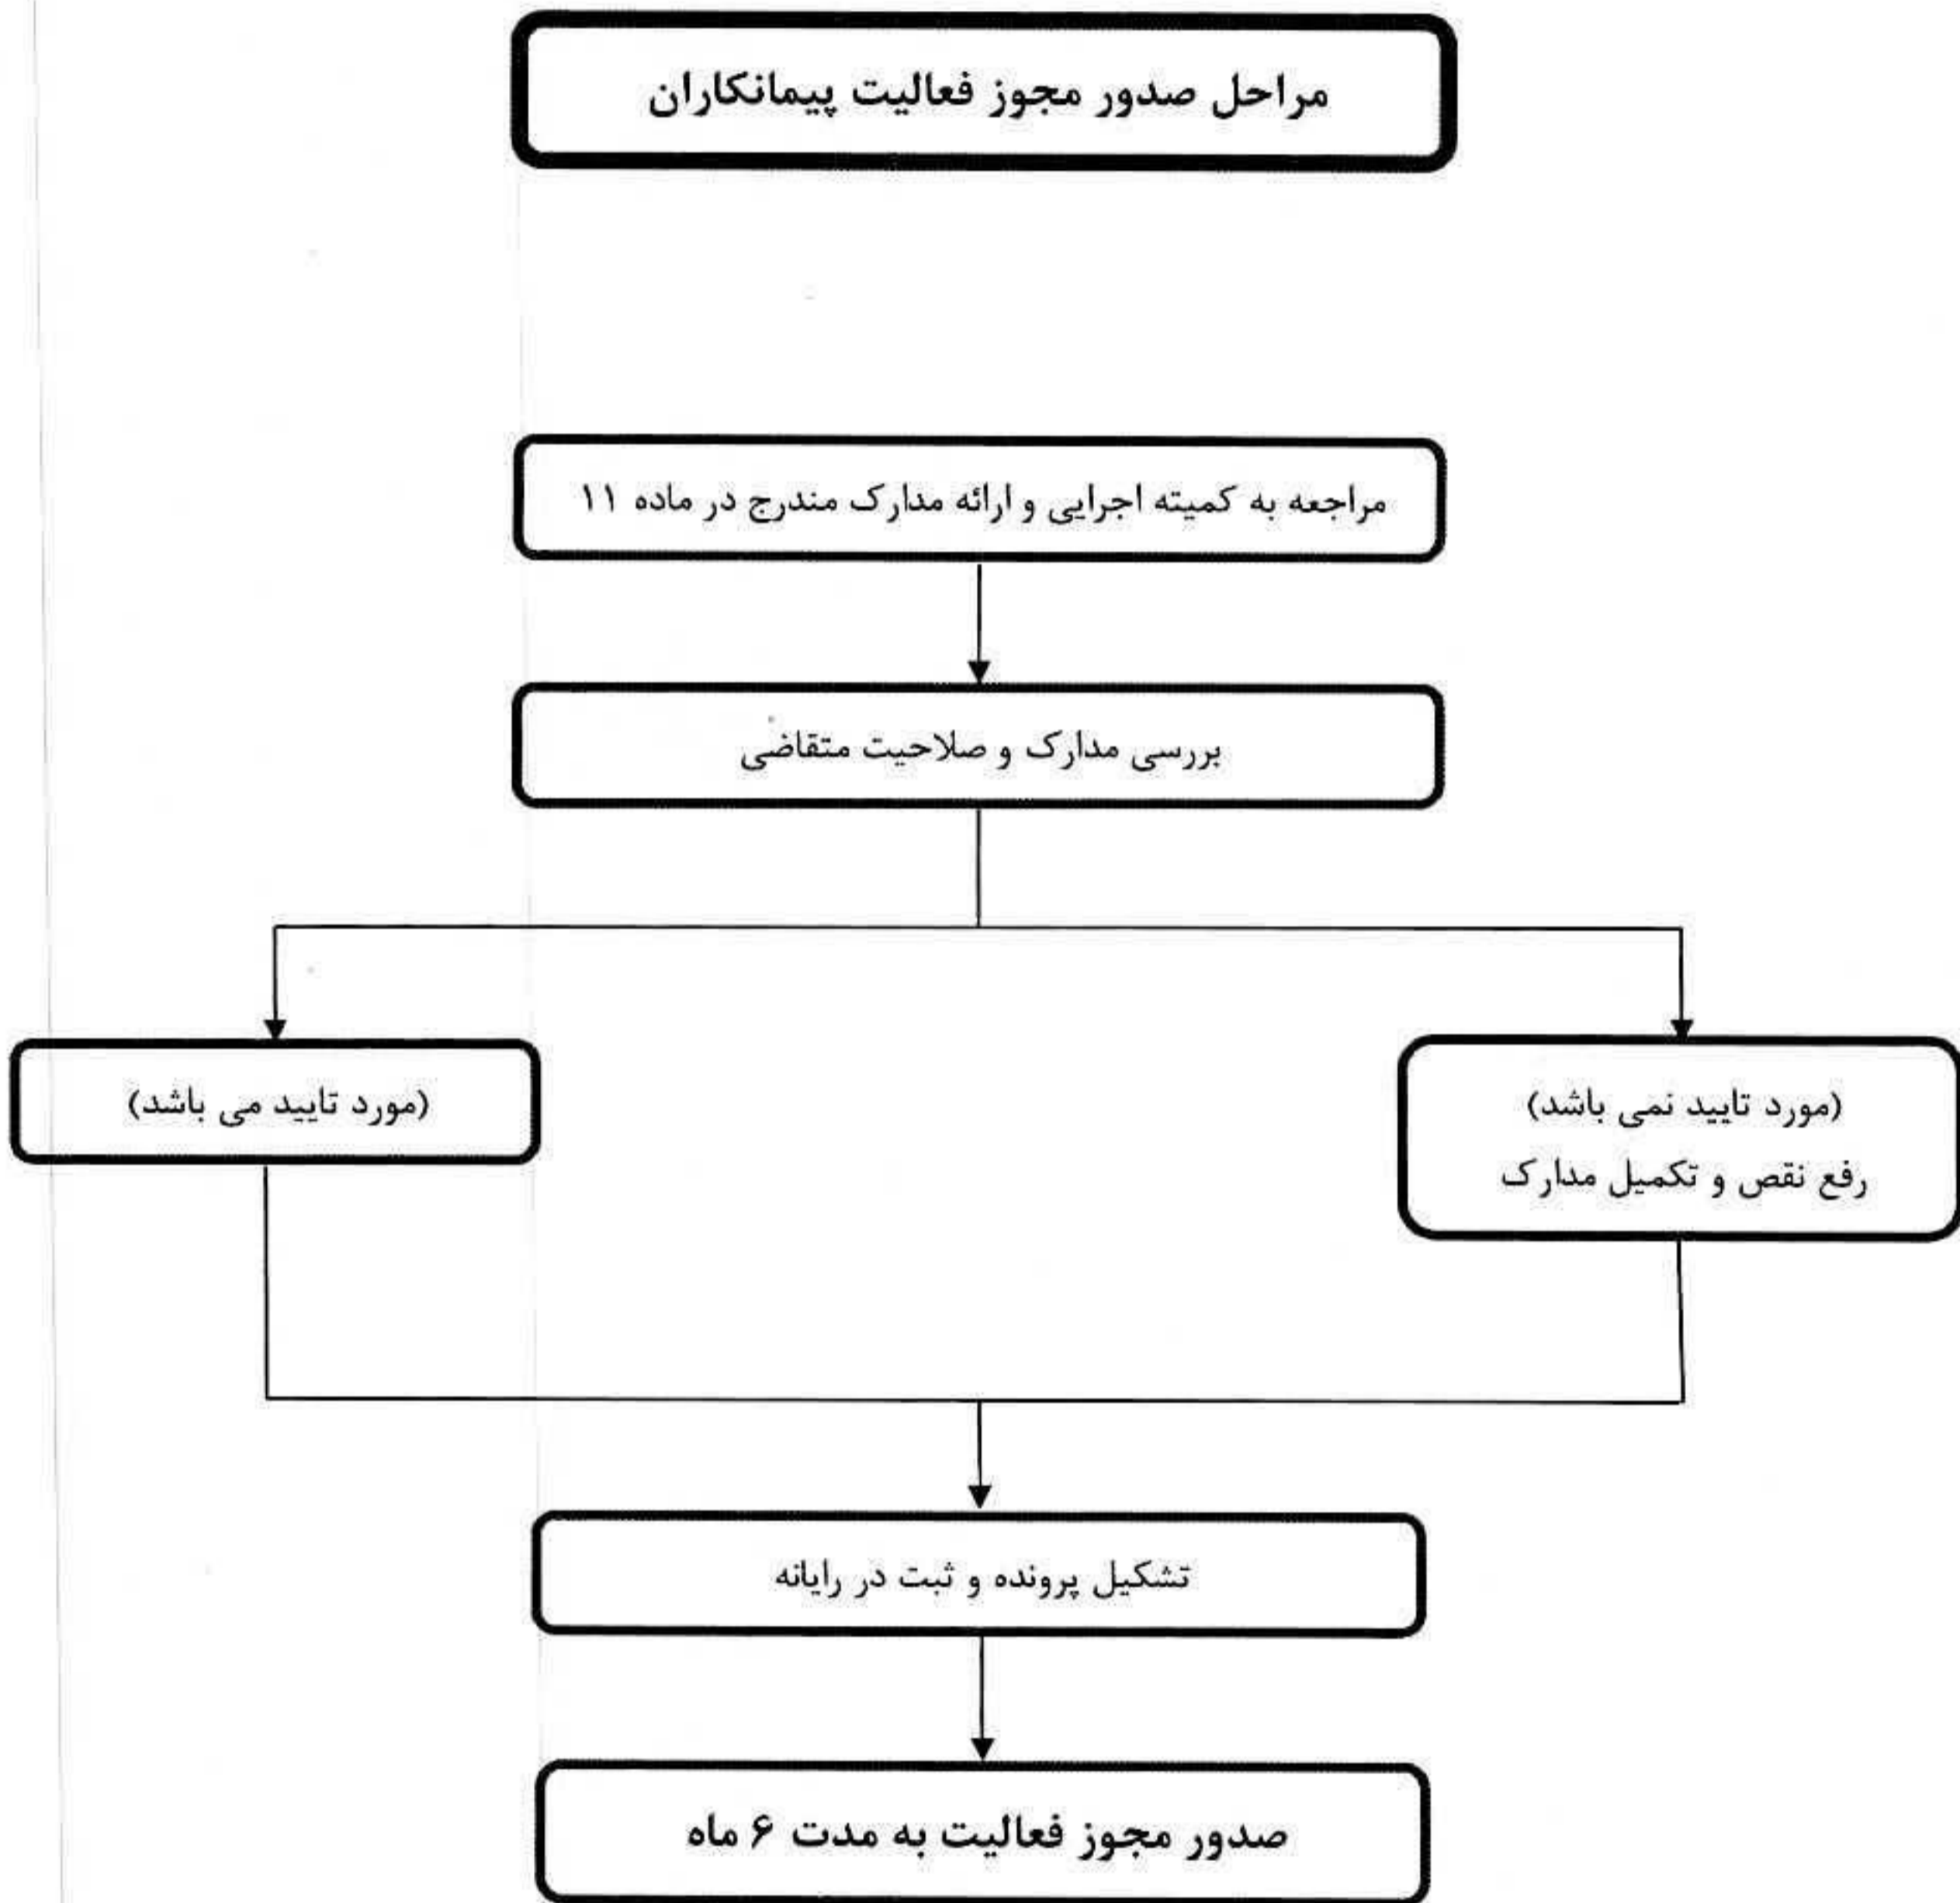 مراحل صدور مجوز فعالیت پیمانکاران
مراجعه به کمیته اجرایی و ارائه مدارک مندرج در ماده ۱۱
بررسی مدارک و صلاحیت متقاضی
(مورد تایید نمی باشد)
رفع نقص و تکمیل مدارک
(مورد تایید می باشد)
تشکیل پرونده و ثبت در رایانه
صدور مجوز فعالیت به مدت ۶ ماه